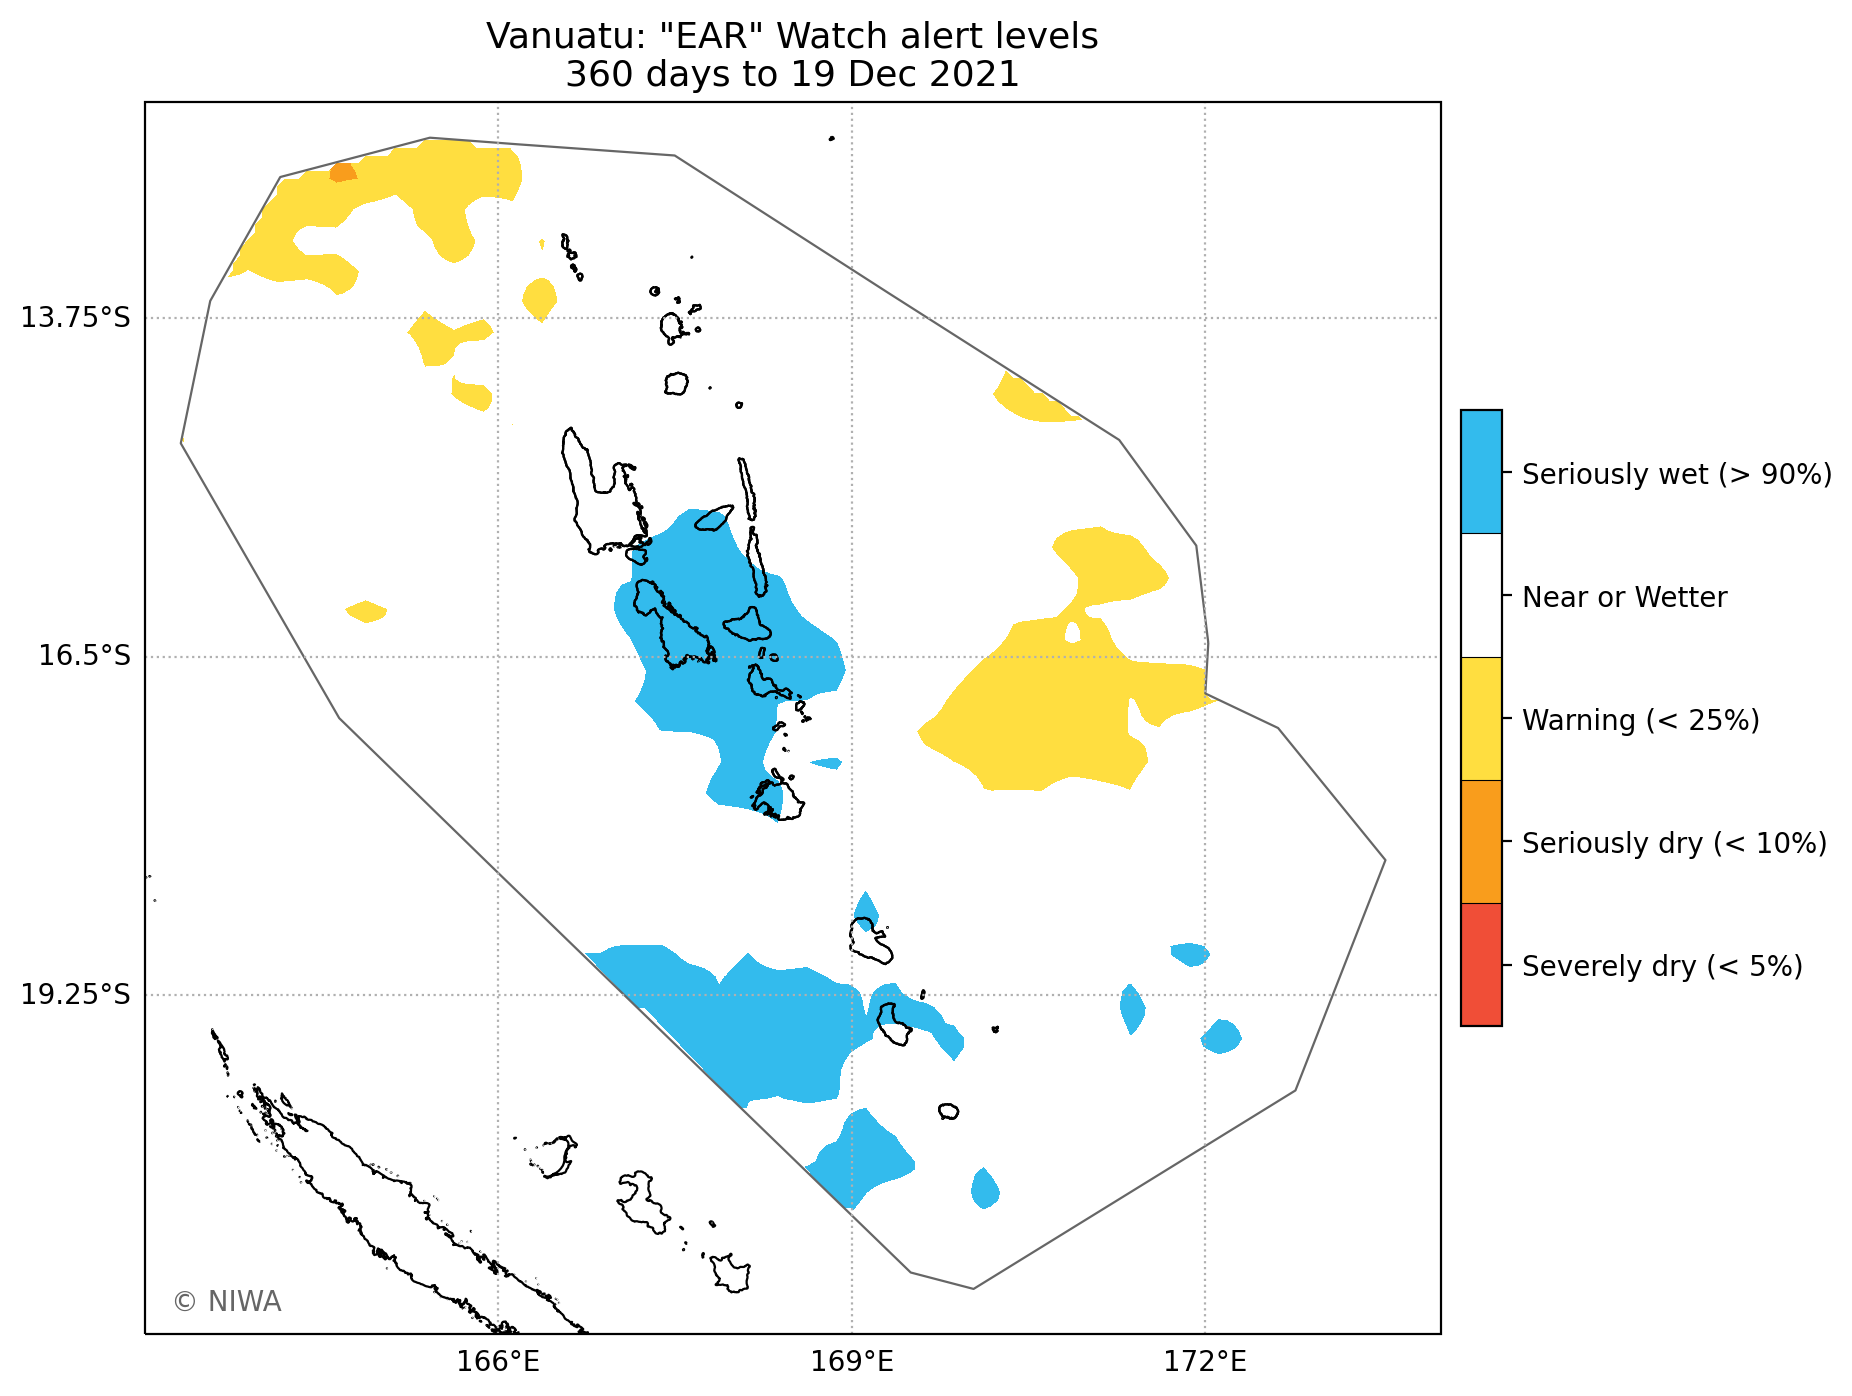 Vanuatu: "EAR" Watch alert levels
360 days to 19 Dec 2021
13.75°S
16.5°S
19.25°S
166°E
169°E
172°E
Seriously wet (> 90%)
Near or Wetter
Warning (< 25%)
Seriously dry (< 10%)
Severely dry (< 5%)
© NIWA